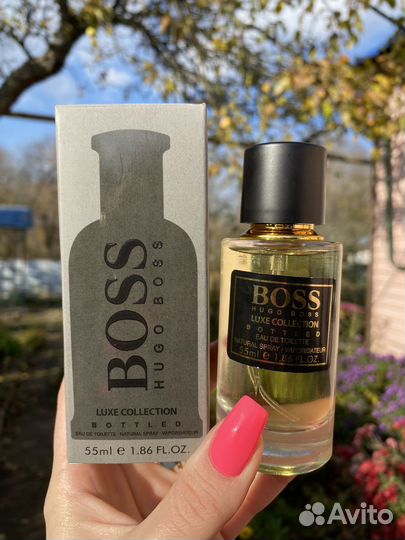 BOSS
HUGO BOSS
LUXE COLLECTION
BOTTLED
EAU DE TOILETTE · NATURAL SPRAY · VAPORISATEUR
55ml e 1.86 FL.OZ.
BOSS
HUGO BOSS
LUXE COLLECTION
BOTTLED
EAU DE TOILETTE
NATURAL SPRAY · VAPORISATEUR
55ml e 1.86 FL.OZ.
Avito